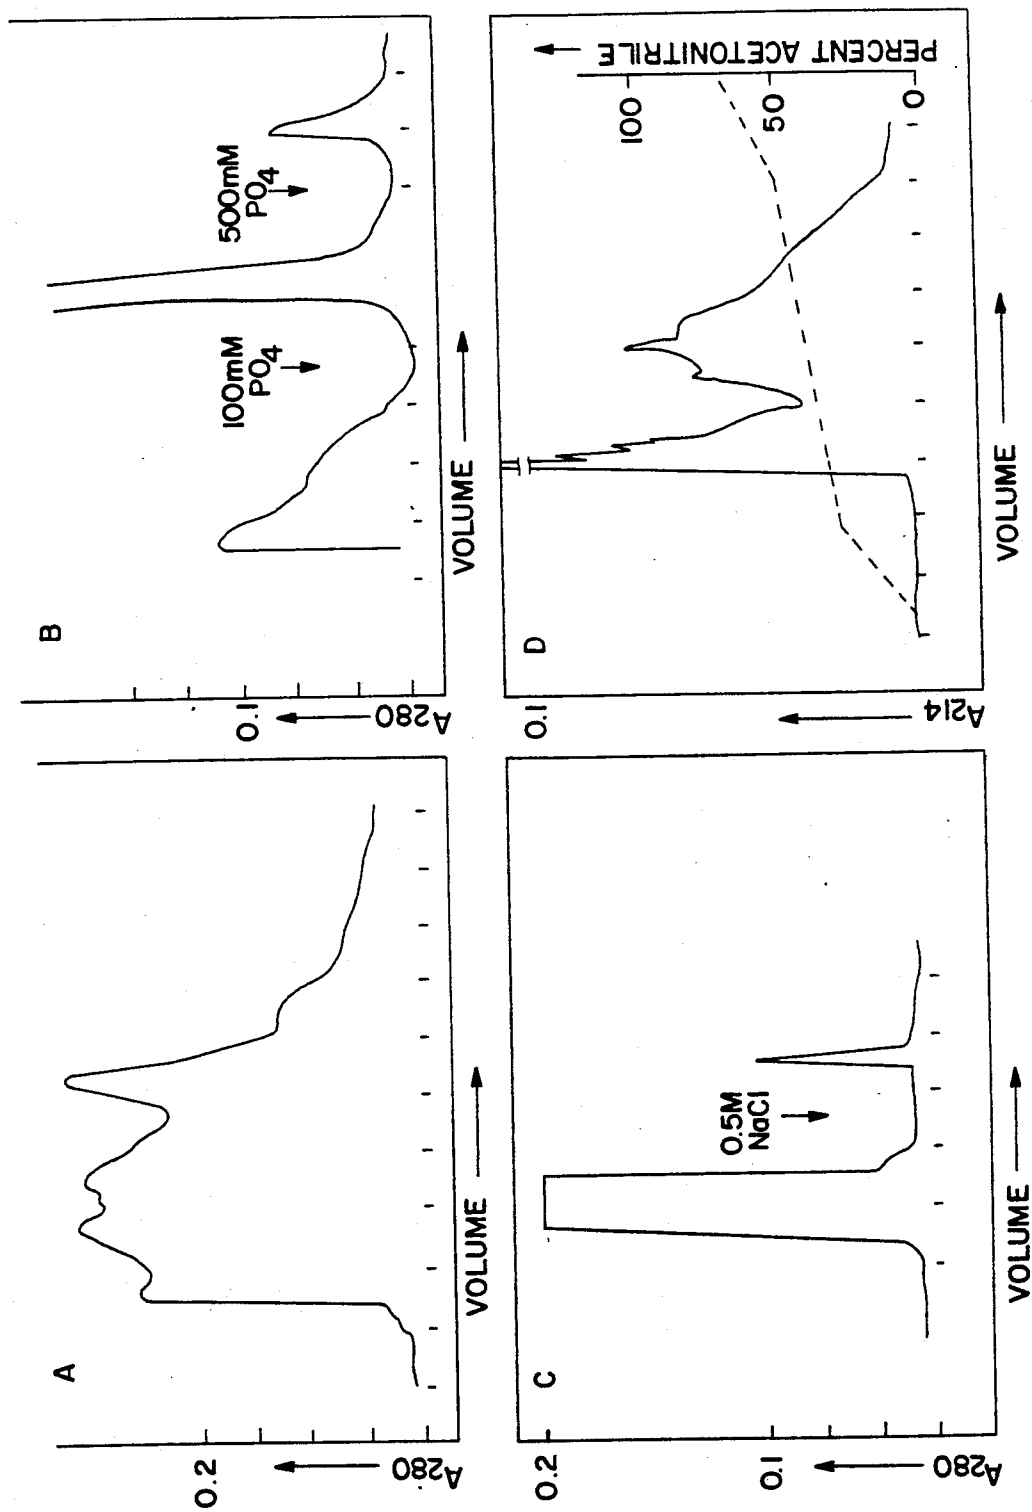 A
0.2
A280
VOLUME
B
100mM
PO4
500mM
PO4
0.1
A280
VOLUME
C
0.5M
NaCl
0.2
0.1
A280
VOLUME
D
0.1
A214
100
50
0
PERCENT ACETONITRILE
VOLUME